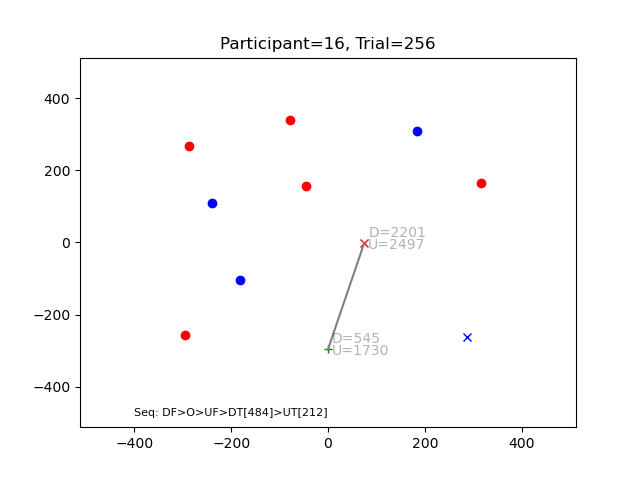 Participant=16, Trial=256
400
200
0
−200
−400
D=2201
U=2497
D=545
U=1730
Seq: DF>O>UF>DT[484]>UT[212]
−400 −200 0 200 400